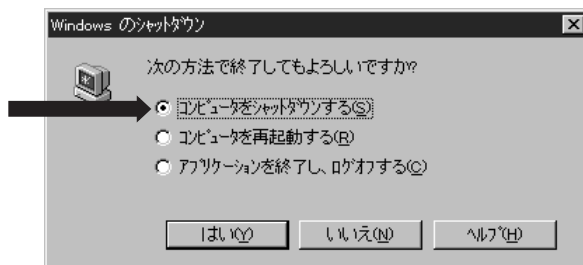 Windows のシャットダウン
次の方法で終了してもよろしいですか?
コンピュータをシャットダウンする(S)
コンピュータを再起動する(R)
アプリケーションを終了し、ログオフする(C)
はい(Y)
いいえ(N)
ヘルプ(H)